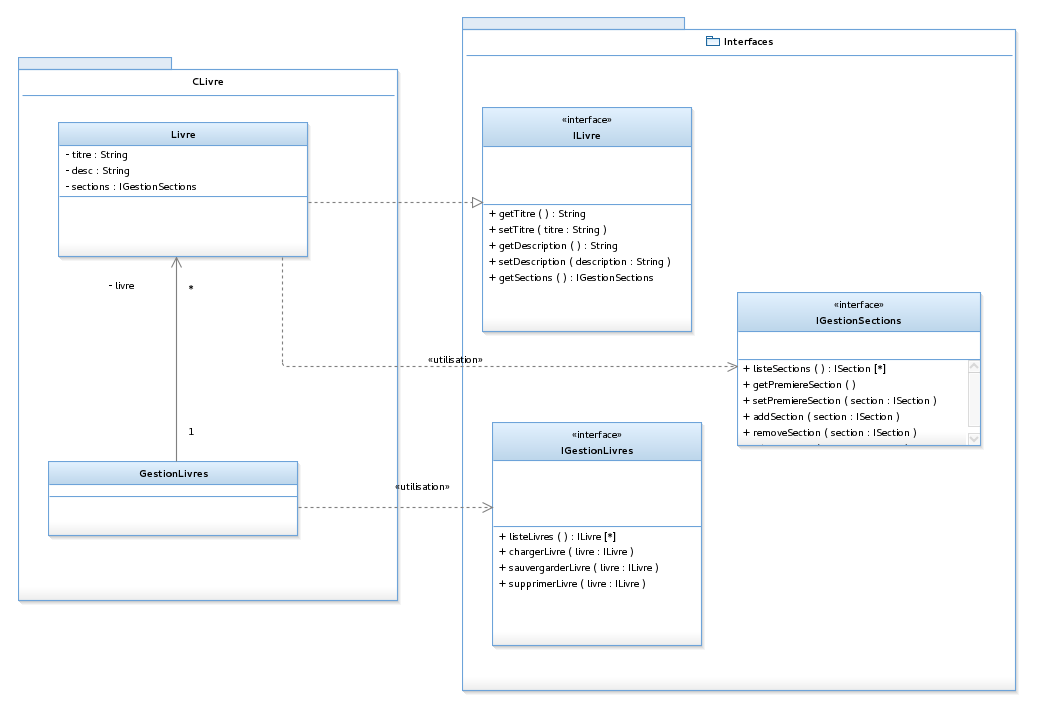 CLivre
Livre
- titre : String
- desc : String
- sections : IGestionSections
- livre
*
1
GestionLivres
«utilisation»
«utilisation»
Interfaces
«interface»
ILivre
+ getTitre ( ) : String
+ setTitre ( titre : String )
+ getDescription ( ) : String
+ setDescription ( description : String )
+ getSections ( ) : IGestionSections
«interface»
IGestionSections
+ listeSections ( ) : ISection [*]
+ getPremiereSection ( )
+ setPremiereSection ( section : ISection )
+ addSection ( section : ISection )
+ removeSection ( section : ISection )
«interface»
IGestionLivres
+ listeLivres ( ) : ILivre [*]
+ chargerLivre ( livre : ILivre )
+ sauvergarderLivre ( livre : ILivre )
+ supprimerLivre ( livre : ILivre )